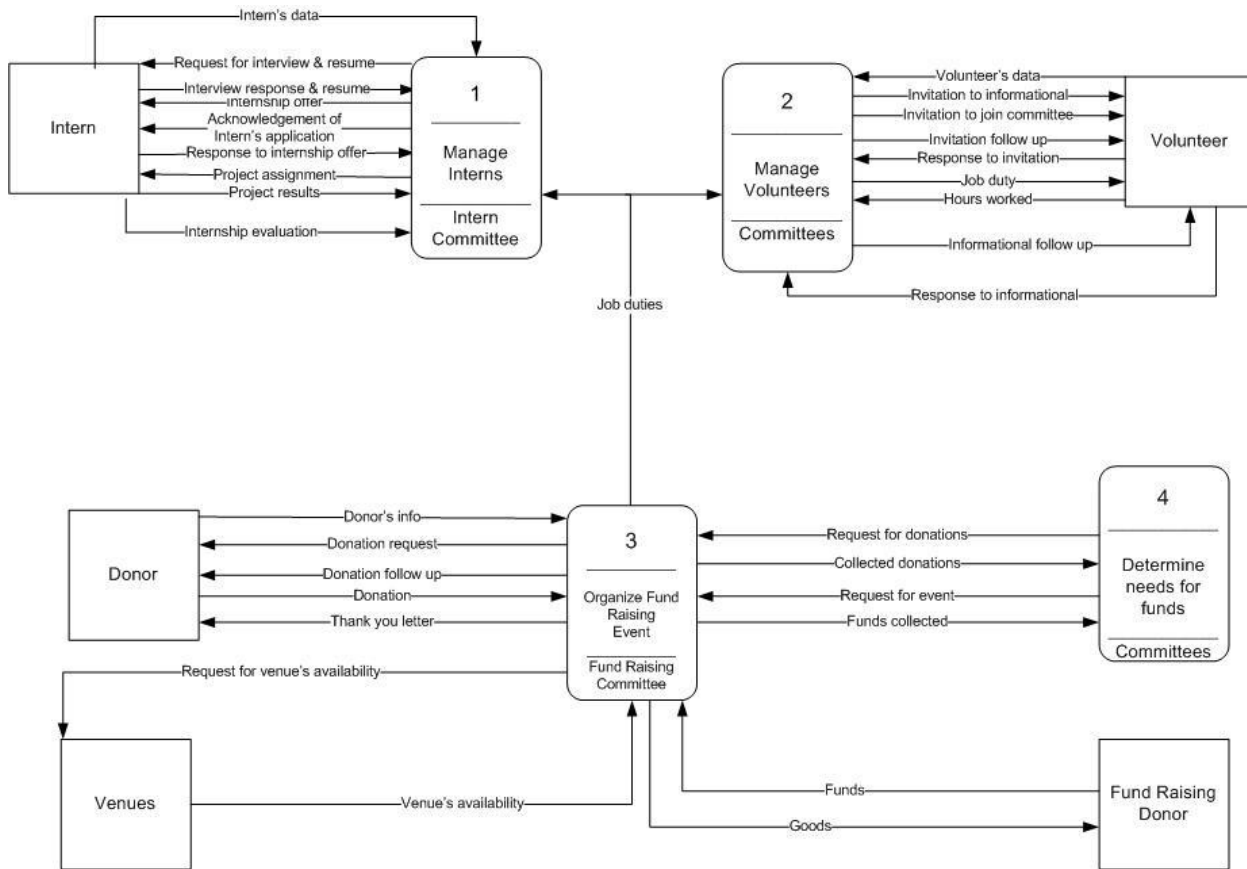 Intern's data
Request for interview & resume
Interview response & resume
Internship offer
Acknowledgement of
Intern's application
Response to internship offer
Project assignment
Project results
Internship evaluation
Intern
1
Manage
Interns
Intern
Committee
2
Manage
Volunteers
Committees
Volunteer's data
Invitation to informational
Invitation to join committee
Invitation follow up
Response to invitation
Job duty
Hours worked
Informational follow up
Response to informational
Volunteer
Job duties
Donor
Donor's info
Donation request
Donation follow up
Donation
Thank you letter
Request for venue's availability
3
Organize Fund
Raising
Event
Fund Raising
Committee
Request for donations
Collected donations
Request for event
Funds collected
4
Determine
needs for
funds
Committees
Venues
Venue's availability
Funds
Goods
Fund Raising
Donor